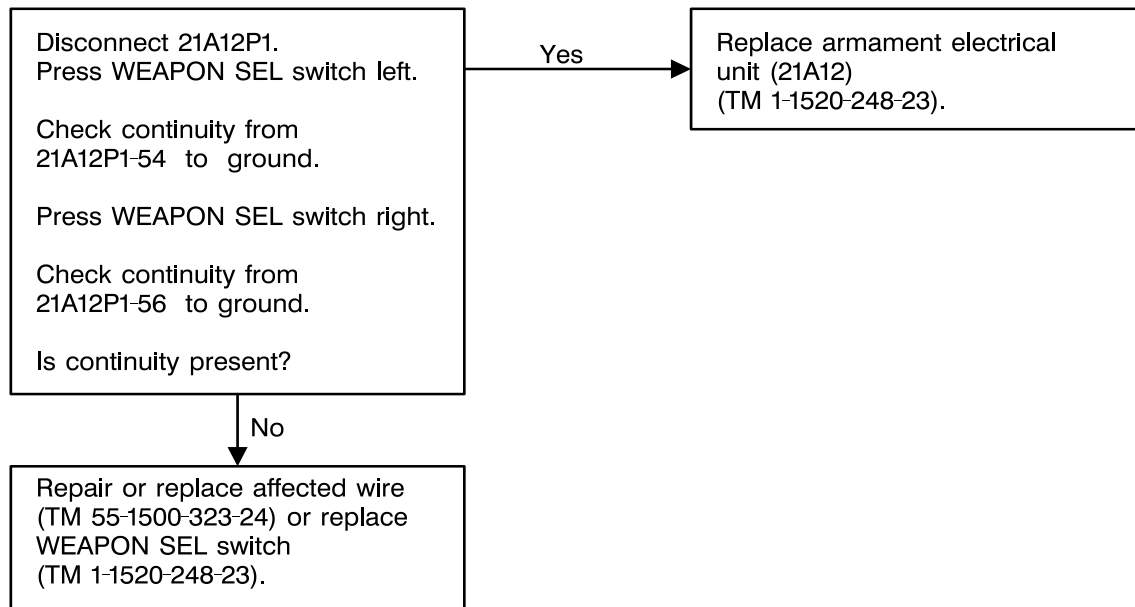 Disconnect 21A12P1.
Press WEAPON SEL switch left.
Check continuity from
21A12P1-54 to ground.
Press WEAPON SEL switch right.
Check continuity from
21A12P1-56 to ground.
Is continuity present?
Yes
Replace armament electrical
unit (21A12)
(TM 1-1520-248-23).
No
Repair or replace affected wire
(TM 55-1500-323-24) or replace
WEAPON SEL switch
(TM 1-1520-248-23).